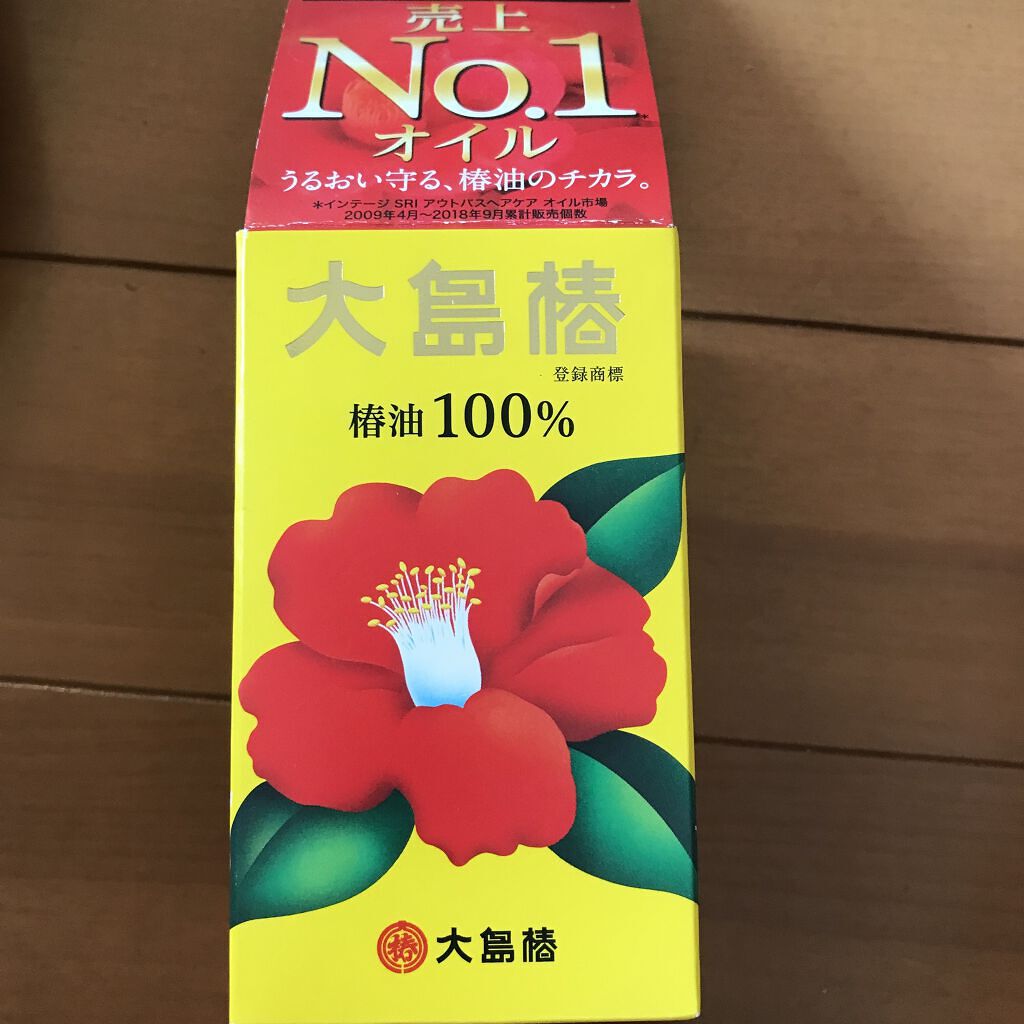 売上
No.1*
オイル
うるおい守る、椿油のチカラ。
*インテージ SRI アウトバスヘアケア オイル市場
2009年4月〜2018年9月累計販売個数
大島椿
登録商標
椿油100%
椿 大島椿